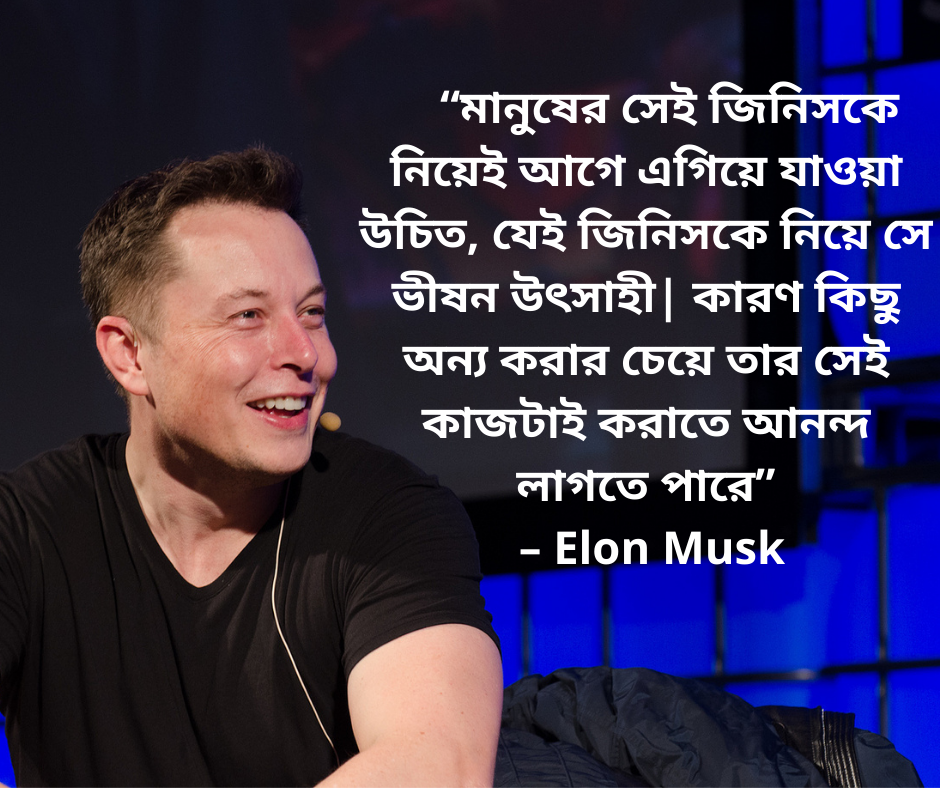 “মানুষের সেই জিনিসকে
নিয়েই আগে এগিয়ে যাওয়া
উচিত, যেই জিনিসকে নিয়ে সে
ভীষন উৎসাহী| কারণ কিছু
অন্য করার চেয়ে তার সেই
কাজটাই করাতে আনন্দ
লাগতে পারে”
– Elon Musk